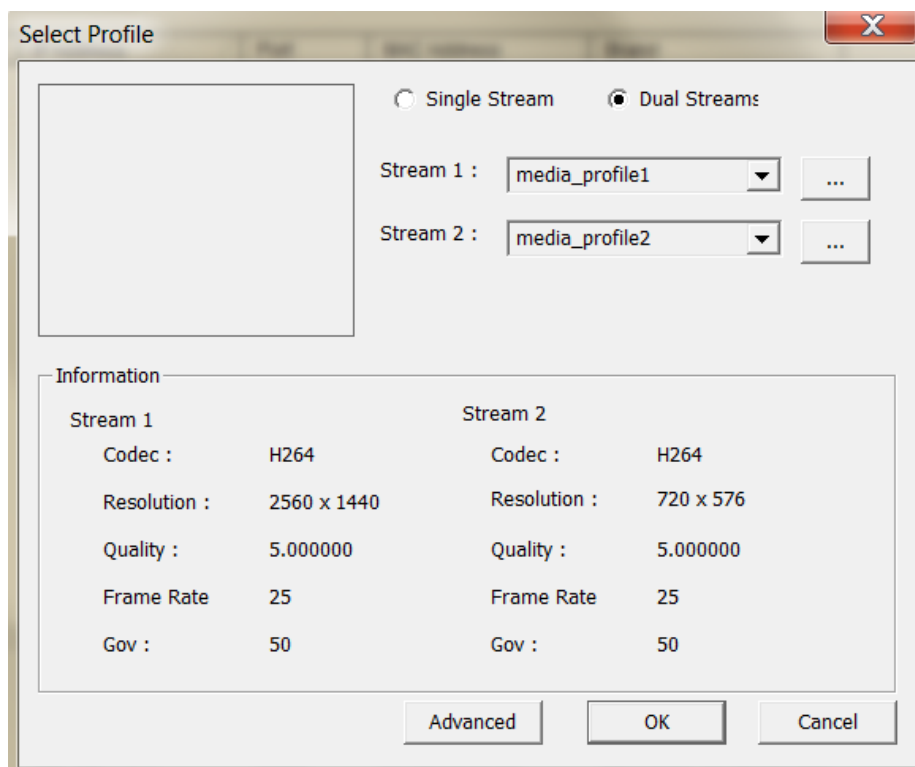 Select Profile
Single Stream
Dual Streams
Stream 1 :
media_profile1
...
Stream 2 :
media_profile2
...
Information
Stream 1
Codec :
H264
Resolution :
2560 x 1440
Quality :
5.000000
Frame Rate
25
Gov :
50
Stream 2
Codec :
H264
Resolution :
720 x 576
Quality :
5.000000
Frame Rate
25
Gov :
50
Advanced
OK
Cancel